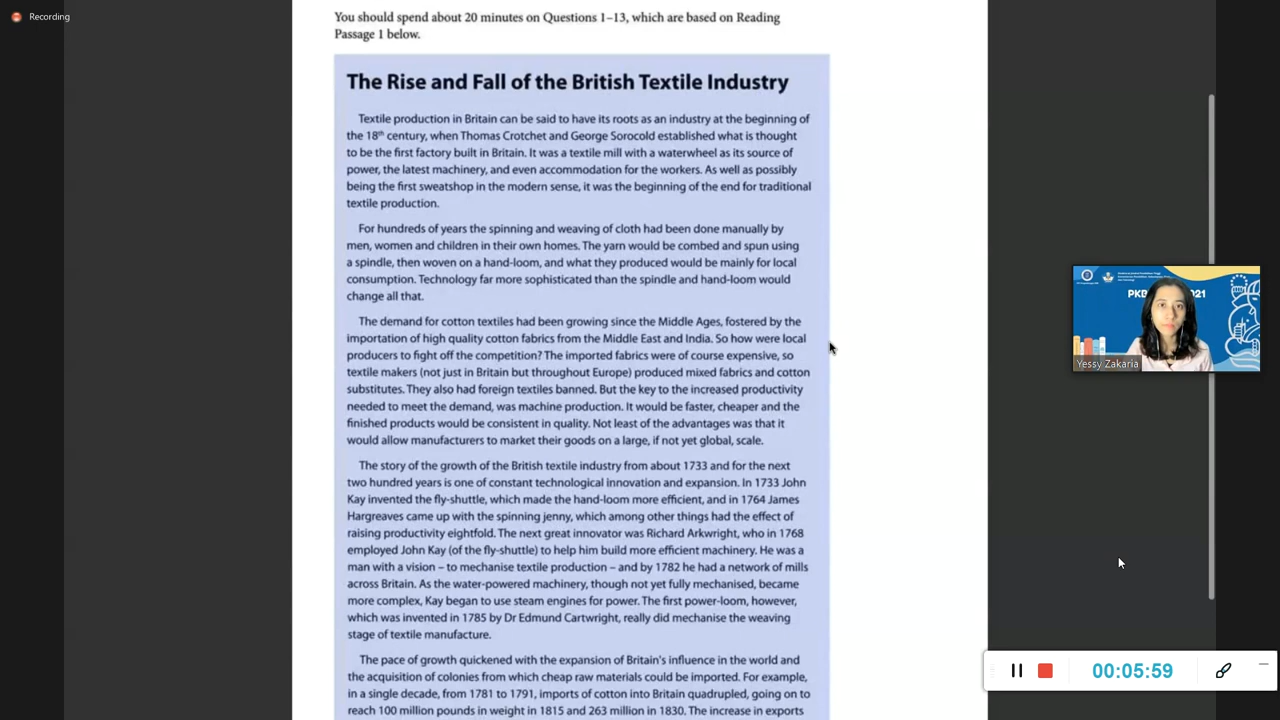 Recording
You should spend about 20 minutes on Questions 1–13, which are based on Reading
Passage 1 below.
The Rise and Fall of the British Textile Industry
Textile production in Britain can be said to have its roots as an industry at the beginning of
the 18th century, when Thomas Crotchet and George Sorocold established what is thought
to be the first factory built in Britain. It was a textile mill with a waterwheel as its source of
power, the latest machinery, and even accommodation for the workers. As well as possibly
being the first sweatshop in the modern sense, it was the beginning of the end for traditional
textile production.
For hundreds of years the spinning and weaving of cloth had been done manually by
men, women and children in their own homes. The yarn would be combed and spun using
a spindle, then woven on a hand-loom, and what they produced would be mainly for local
consumption. Technology far more sophisticated than the spindle and hand-loom would
change all that.
The demand for cotton textiles had been growing since the Middle Ages, fostered by the
importation of high quality cotton fabrics from the Middle East and India. So how were local
producers to fight off the competition? The imported fabrics were of course expensive, so
textile makers (not just in Britain but throughout Europe) produced mixed fabrics and cotton
substitutes. They also had foreign textiles banned. But the key to the increased productivity
needed to meet the demand, was machine production. It would be faster, cheaper and the
finished products would be consistent in quality. Not least of the advantages was that it
would allow manufacturers to market their goods on a large, if not yet global, scale.
The story of the growth of the British textile industry from about 1733 and for the next
two hundred years is one of constant technological innovation and expansion. In 1733 John
Kay invented the fly-shuttle, which made the hand-loom more efficient, and in 1764 James
Hargreaves came up with the spinning jenny, which among other things had the effect of
raising productivity eightfold. The next great innovator was Richard Arkwright, who in 1768
employed John Kay (of the fly-shuttle) to help him build more efficient machinery. He was a
man with a vision – to mechanise textile production – and by 1782 he had a network of mills
across Britain. As the water-powered machinery, though not yet fully mechanised, became
more complex, Kay began to use steam engines for power. The first power-loom, however,
which was invented in 1785 by Dr Edmund Cartwright, really did mechanise the weaving
stage of textile manufacture.
The pace of growth quickened with the expansion of Britain's influence in the world and
the acquisition of colonies from which cheap raw materials could be imported. For example,
in a single decade, from 1781 to 1791, imports of cotton into Britain quadrupled, going on to
reach 100 million pounds in weight in 1815 and 263 million in 1830. The increase in exports
Yessy Zakaria
00:05:59